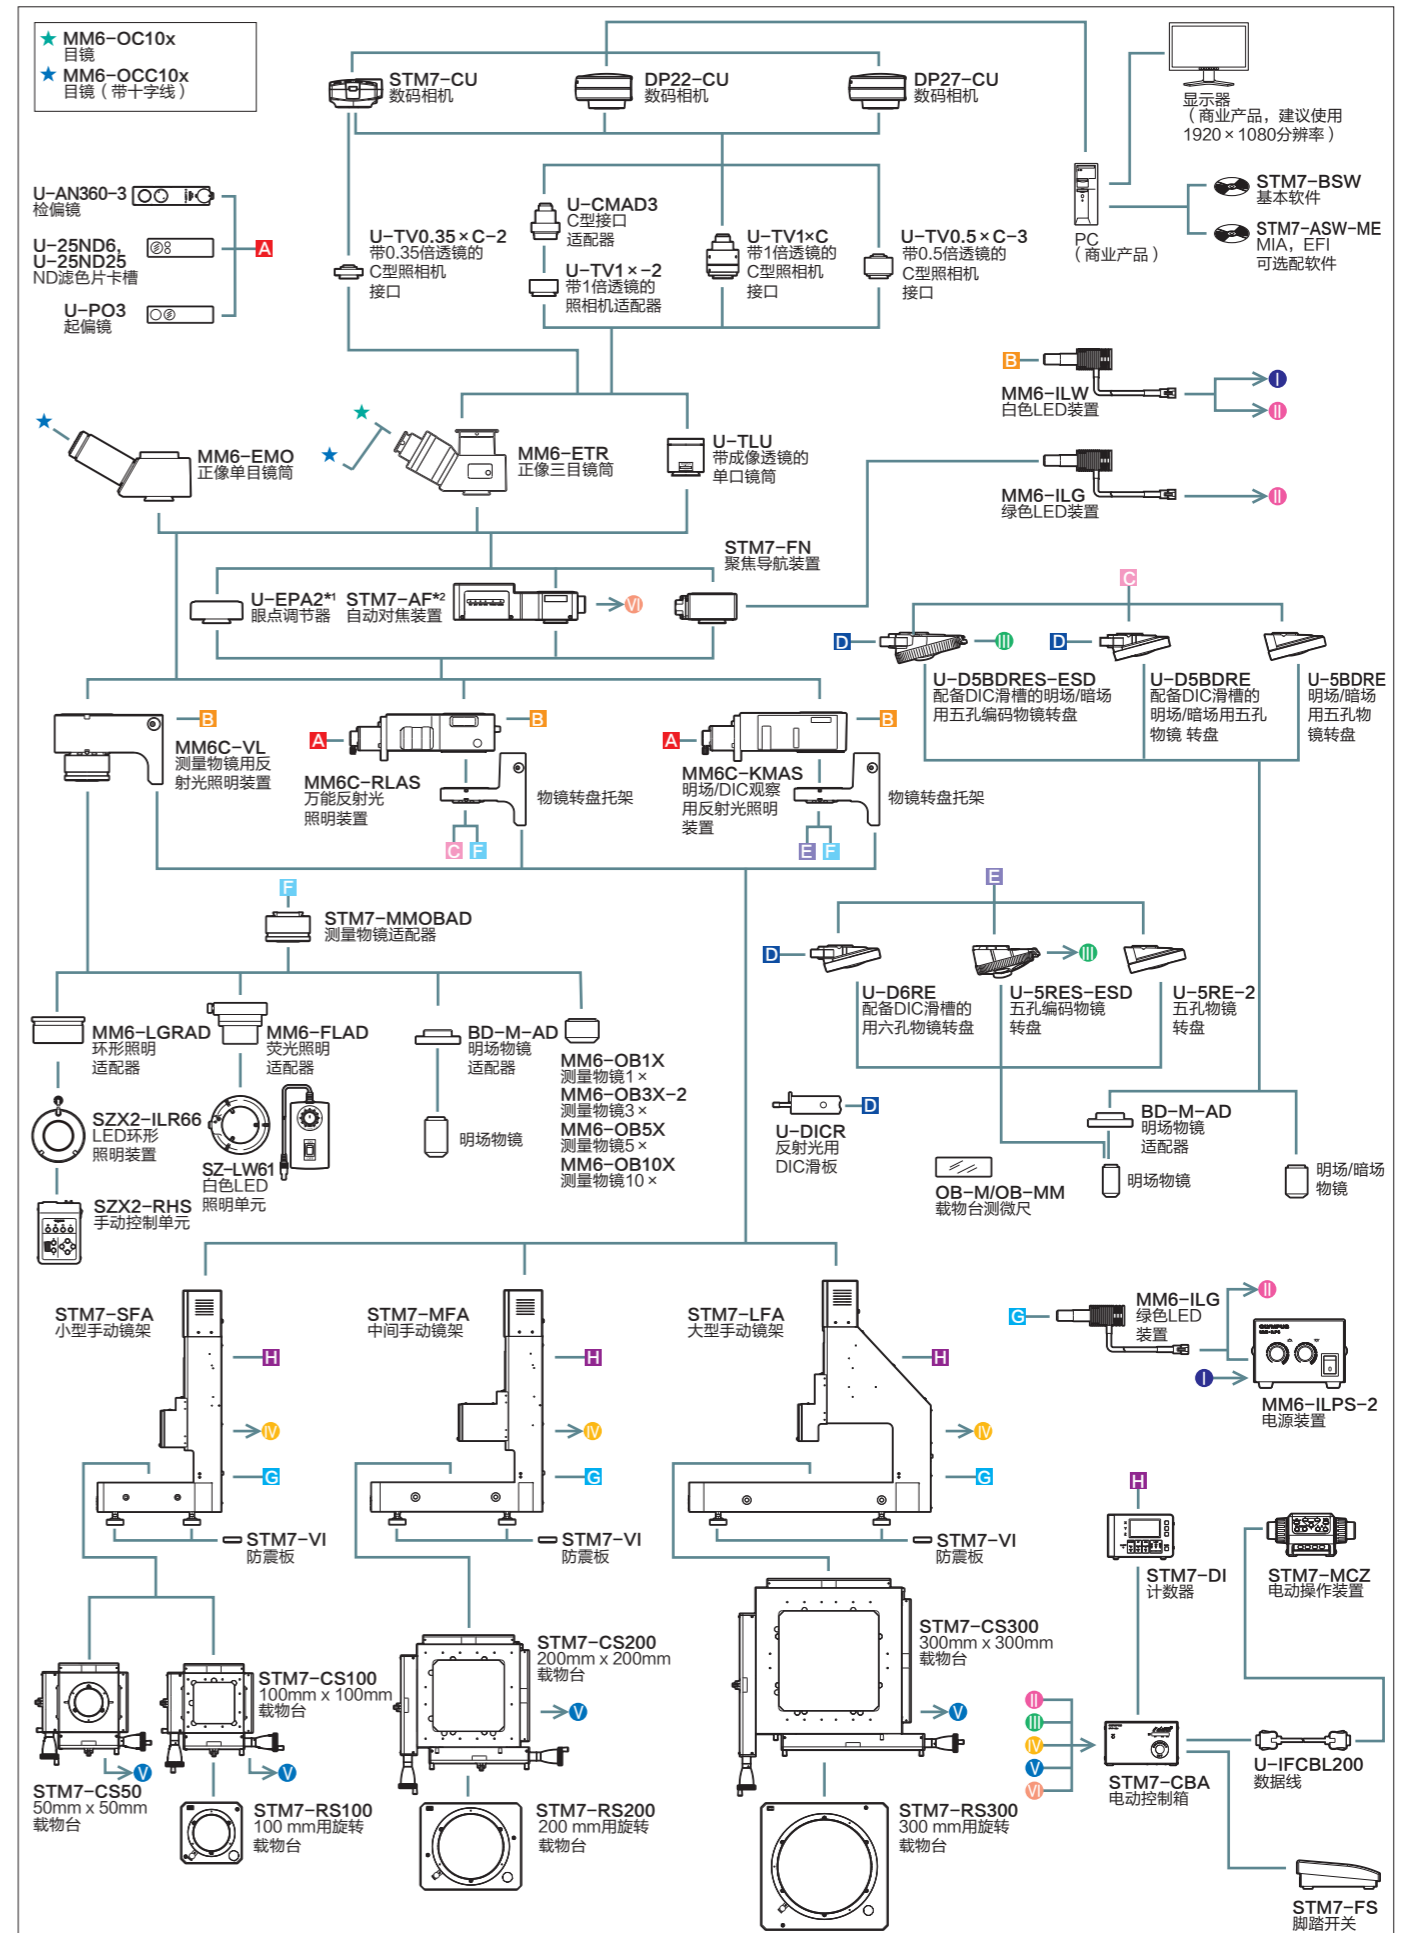 ★ MM6-OC10x
目镜
★ MM6-OCC10x
目镜（带十字线）
STM7-CU
数码相机
DP22-CU
数码相机
DP27-CU
数码相机
显示器
（商业产品，建议使用
1920×1080分辨率）
U-AN360-3
检偏镜
U-25ND6,
U-25ND25
ND滤色片卡槽
U-PO3
起偏镜
A
U-TV0.35×C-2
带0.35倍透镜的
C型照相机
接口
U-CMAD3
C型接口
适配器
U-TV1×-2
带1倍透镜的
照相机适配器
U-TV1×C
带1倍透镜的
C型照相机
接口
U-TV0.5×C-3
带0.5倍透镜的
C型照相机
接口
PC
（商业产品）
STM7-BSW
基本软件
STM7-ASW-ME
MIA，EFI
可选配软件
B
MM6-ILW
白色LED装置
I
II
MM6-ILG
绿色LED装置
II
★
MM6-EMO
正像单目镜筒
★
★
MM6-ETR
正像三目镜筒
U-TLU
带成像透镜的
单口镜筒
STM7-FN
聚焦导航装置
U-EPA2*1
眼点调节器
STM7-AF*2
自动对焦装置
VI
C
D
III
D
U-D5BDRES-ESD
配备DIC滑槽的明场/暗场
用五孔编码物镜转盘
U-D5BDRE
配备DIC滑槽的
明场/暗场用五孔
物镜 转盘
U-5BDRE
明场/暗场
用五孔物
镜转盘
B
MM6C-VL
测量物镜用反
射光照明装置
A
B
MM6C-RLAS
万能反射光
照明装置
物镜转盘托架
C
F
A
B
MM6C-KMAS
明场/DIC观察
用反射光照明
装置
物镜转盘托架
E
F
F
STM7-MMOBAD
测量物镜适配器
E
D
III
U-D6RE
配备DIC滑槽的
用六孔物镜转盘
U-5RES-ESD
五孔编码物镜
转盘
U-5RE-2
五孔物镜
转盘
MM6-LGRAD
环形照明
适配器
MM6-FLAD
荧光照明
适配器
BD-M-AD
明场物镜
适配器
MM6-OB1X
测量物镜1×
MM6-OB3X-2
测量物镜3×
MM6-OB5X
测量物镜5×
MM6-OB10X
测量物镜10×
SZX2-ILR66
LED环形
照明装置
SZ-LW61
白色LED
照明单元
明场物镜
SZX2-RHS
手动控制单元
D
U-DICR
反射光用
DIC滑板
OB-M/OB-MM
载物台测微尺
BD-M-AD
明场物镜
适配器
明场物镜
明场/暗场
物镜
STM7-SFA
小型手动镜架
H
IV
G
STM7-VI
防震板
STM7-MFA
中间手动镜架
H
IV
G
STM7-VI
防震板
STM7-LFA
大型手动镜架
H
IV
G
STM7-VI
防震板
G
MM6-ILG
绿色LED
装置
II
I
OLYMPUS
MM6-ILPS-2
电源装置
H
STM7-DI
计数器
STM7-MCZ
电动操作装置
STM7-CS50
50mm x 50mm
载物台
V
STM7-CS100
100mm x 100mm
载物台
V
STM7-CS200
200mm x 200mm
载物台
V
STM7-CS300
300mm x 300mm
载物台
V
STM7-RS100
100 mm用旋转
载物台
STM7-RS200
200 mm用旋转
载物台
STM7-RS300
300 mm用旋转
载物台
II
III
IV
V
VI
STM7-CBA
电动控制箱
U-IFCBL200
数据线
STM7-FS
脚踏开关